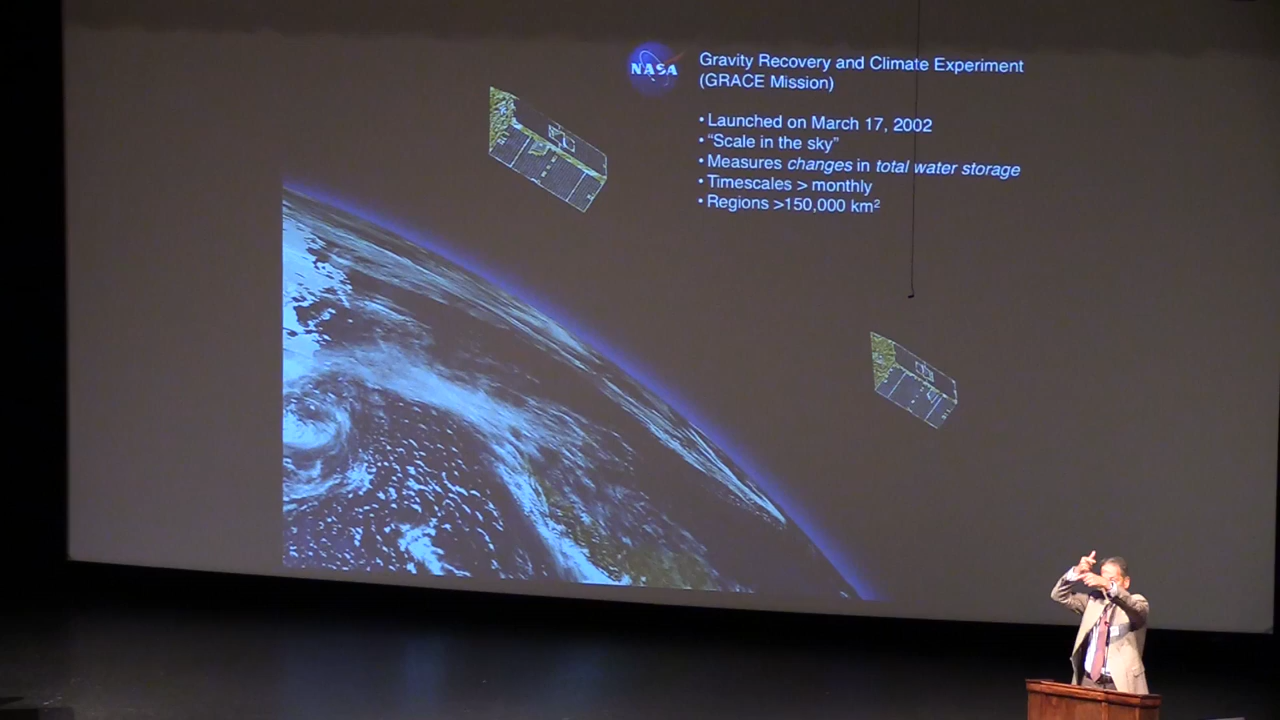 NASA
Gravity Recovery and Climate Experiment
(GRACE Mission)
• Launched on March 17, 2002
• “Scale in the sky”
• Measures changes in total water storage
• Timescales > monthly
• Regions >150,000 km²